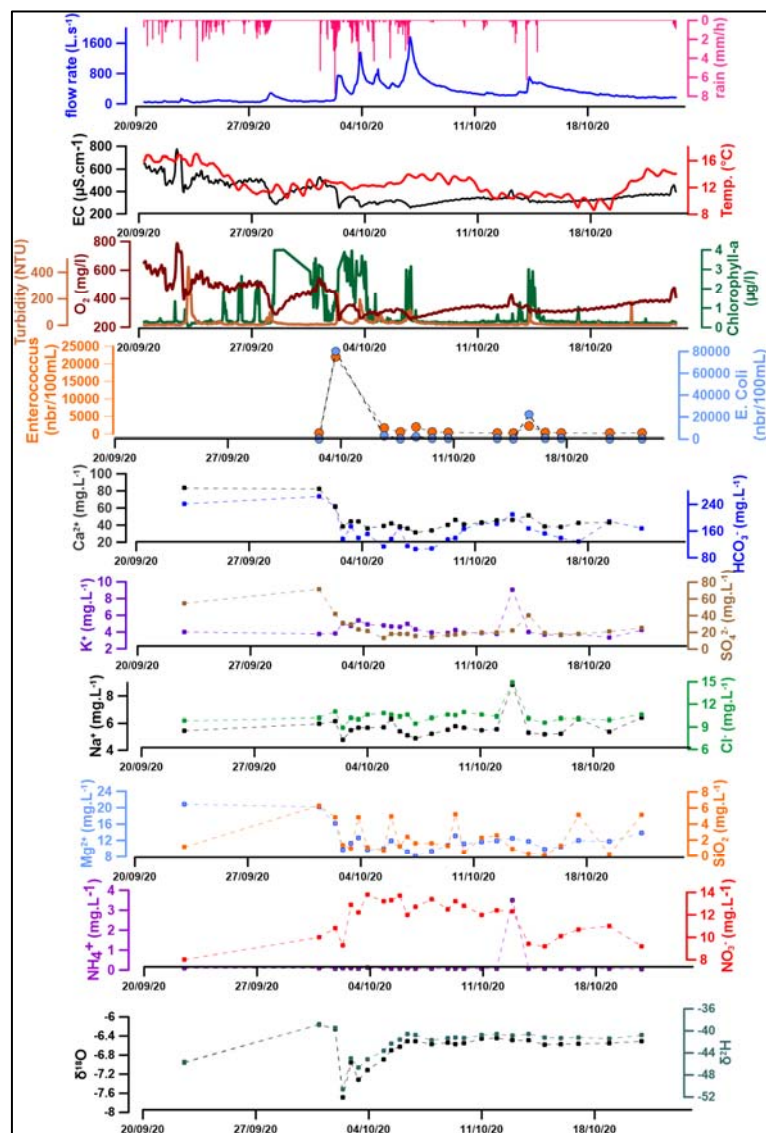 flow rate (L.s⁻¹)
1600
800
0
0
2
4
6
8
rain (mm/h)
20/09/20 27/09/20 04/10/20 11/10/20 18/10/20
EC (µS.cm⁻¹)
800
600
400
200
16
12
8
Temp. (°C)
20/09/20 27/09/20 04/10/20 11/10/20 18/10/20
Turbidity (NTU)
400
200
0
O₂ (mg/l)
800
600
400
200
4
3
2
1
0
Chlorophyll-a
(µg/l)
20/09/20 27/09/20 04/10/20 11/10/20 18/10/20
Enterococcus
(nbr/100mL)
25000
20000
15000
10000
5000
0
80000
60000
40000
20000
0
E. Coli
(nbr/100mL)
20/09/20 27/09/20 04/10/20 11/10/20 18/10/20
Ca²⁺ (mg.L⁻¹)
100
80
60
40
20
240
160
80
HCO₃⁻ (mg.L⁻¹)
20/09/20 27/09/20 04/10/20 11/10/20 18/10/20
K⁺ (mg.L⁻¹)
10
8
6
4
2
80
60
40
20
0
SO₄²⁻ (mg.L⁻¹)
20/09/20 27/09/20 04/10/20 11/10/20 18/10/20
Na⁺ (mg.L⁻¹)
8
6
4
15
12
9
6
Cl⁻ (mg.L⁻¹)
20/09/20 27/09/20 04/10/20 11/10/20 18/10/20
Mg²⁺ (mg.L⁻¹)
24
20
16
12
8
8
6
4
2
0
SiO₂ (mg.L⁻¹)
20/09/20 27/09/20 04/10/20 11/10/20 18/10/20
NH4⁺ (mg.L-¹)
4
3
2
1
0
14
12
10
8
NO₃⁻ (mg.L-¹)
20/09/20 27/09/20 04/10/20 11/10/20 18/10/20
δ¹⁸O
-6
-6.4
-6.8
-7.2
-7.6
-8
-36
-40
-44
-48
-52
δ²H
20/09/20 27/09/20 04/10/20 11/10/20 18/10/20